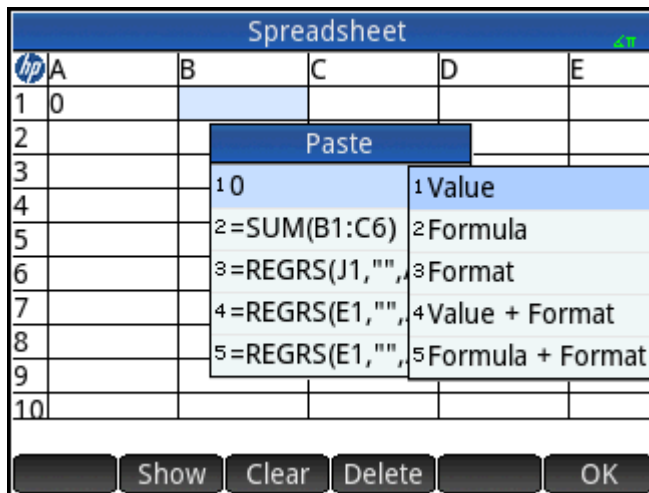 Spreadsheet
∡π
hp A B C D E
1 0
2
3
4
5
6
7
8
9
10
Paste
1 0
2 =SUM(B1:C6)
3 =REGRS(J1,"",
4 =REGRS(E1,"",
5 =REGRS(E1,"",
1 Value
2 Formula
3 Format
4 Value + Format
5 Formula + Format
Show Clear Delete OK